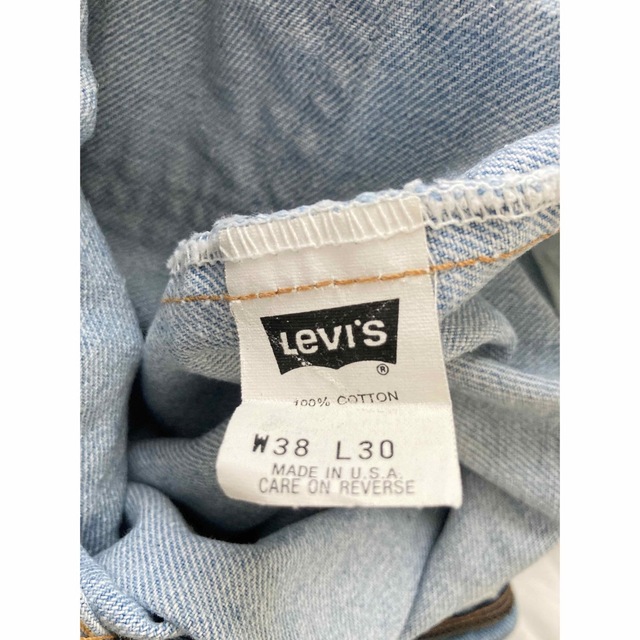 Levi's
®
100% COTTON
W38 L30
MADE IN U.S.A.
CARE ON REVERSE